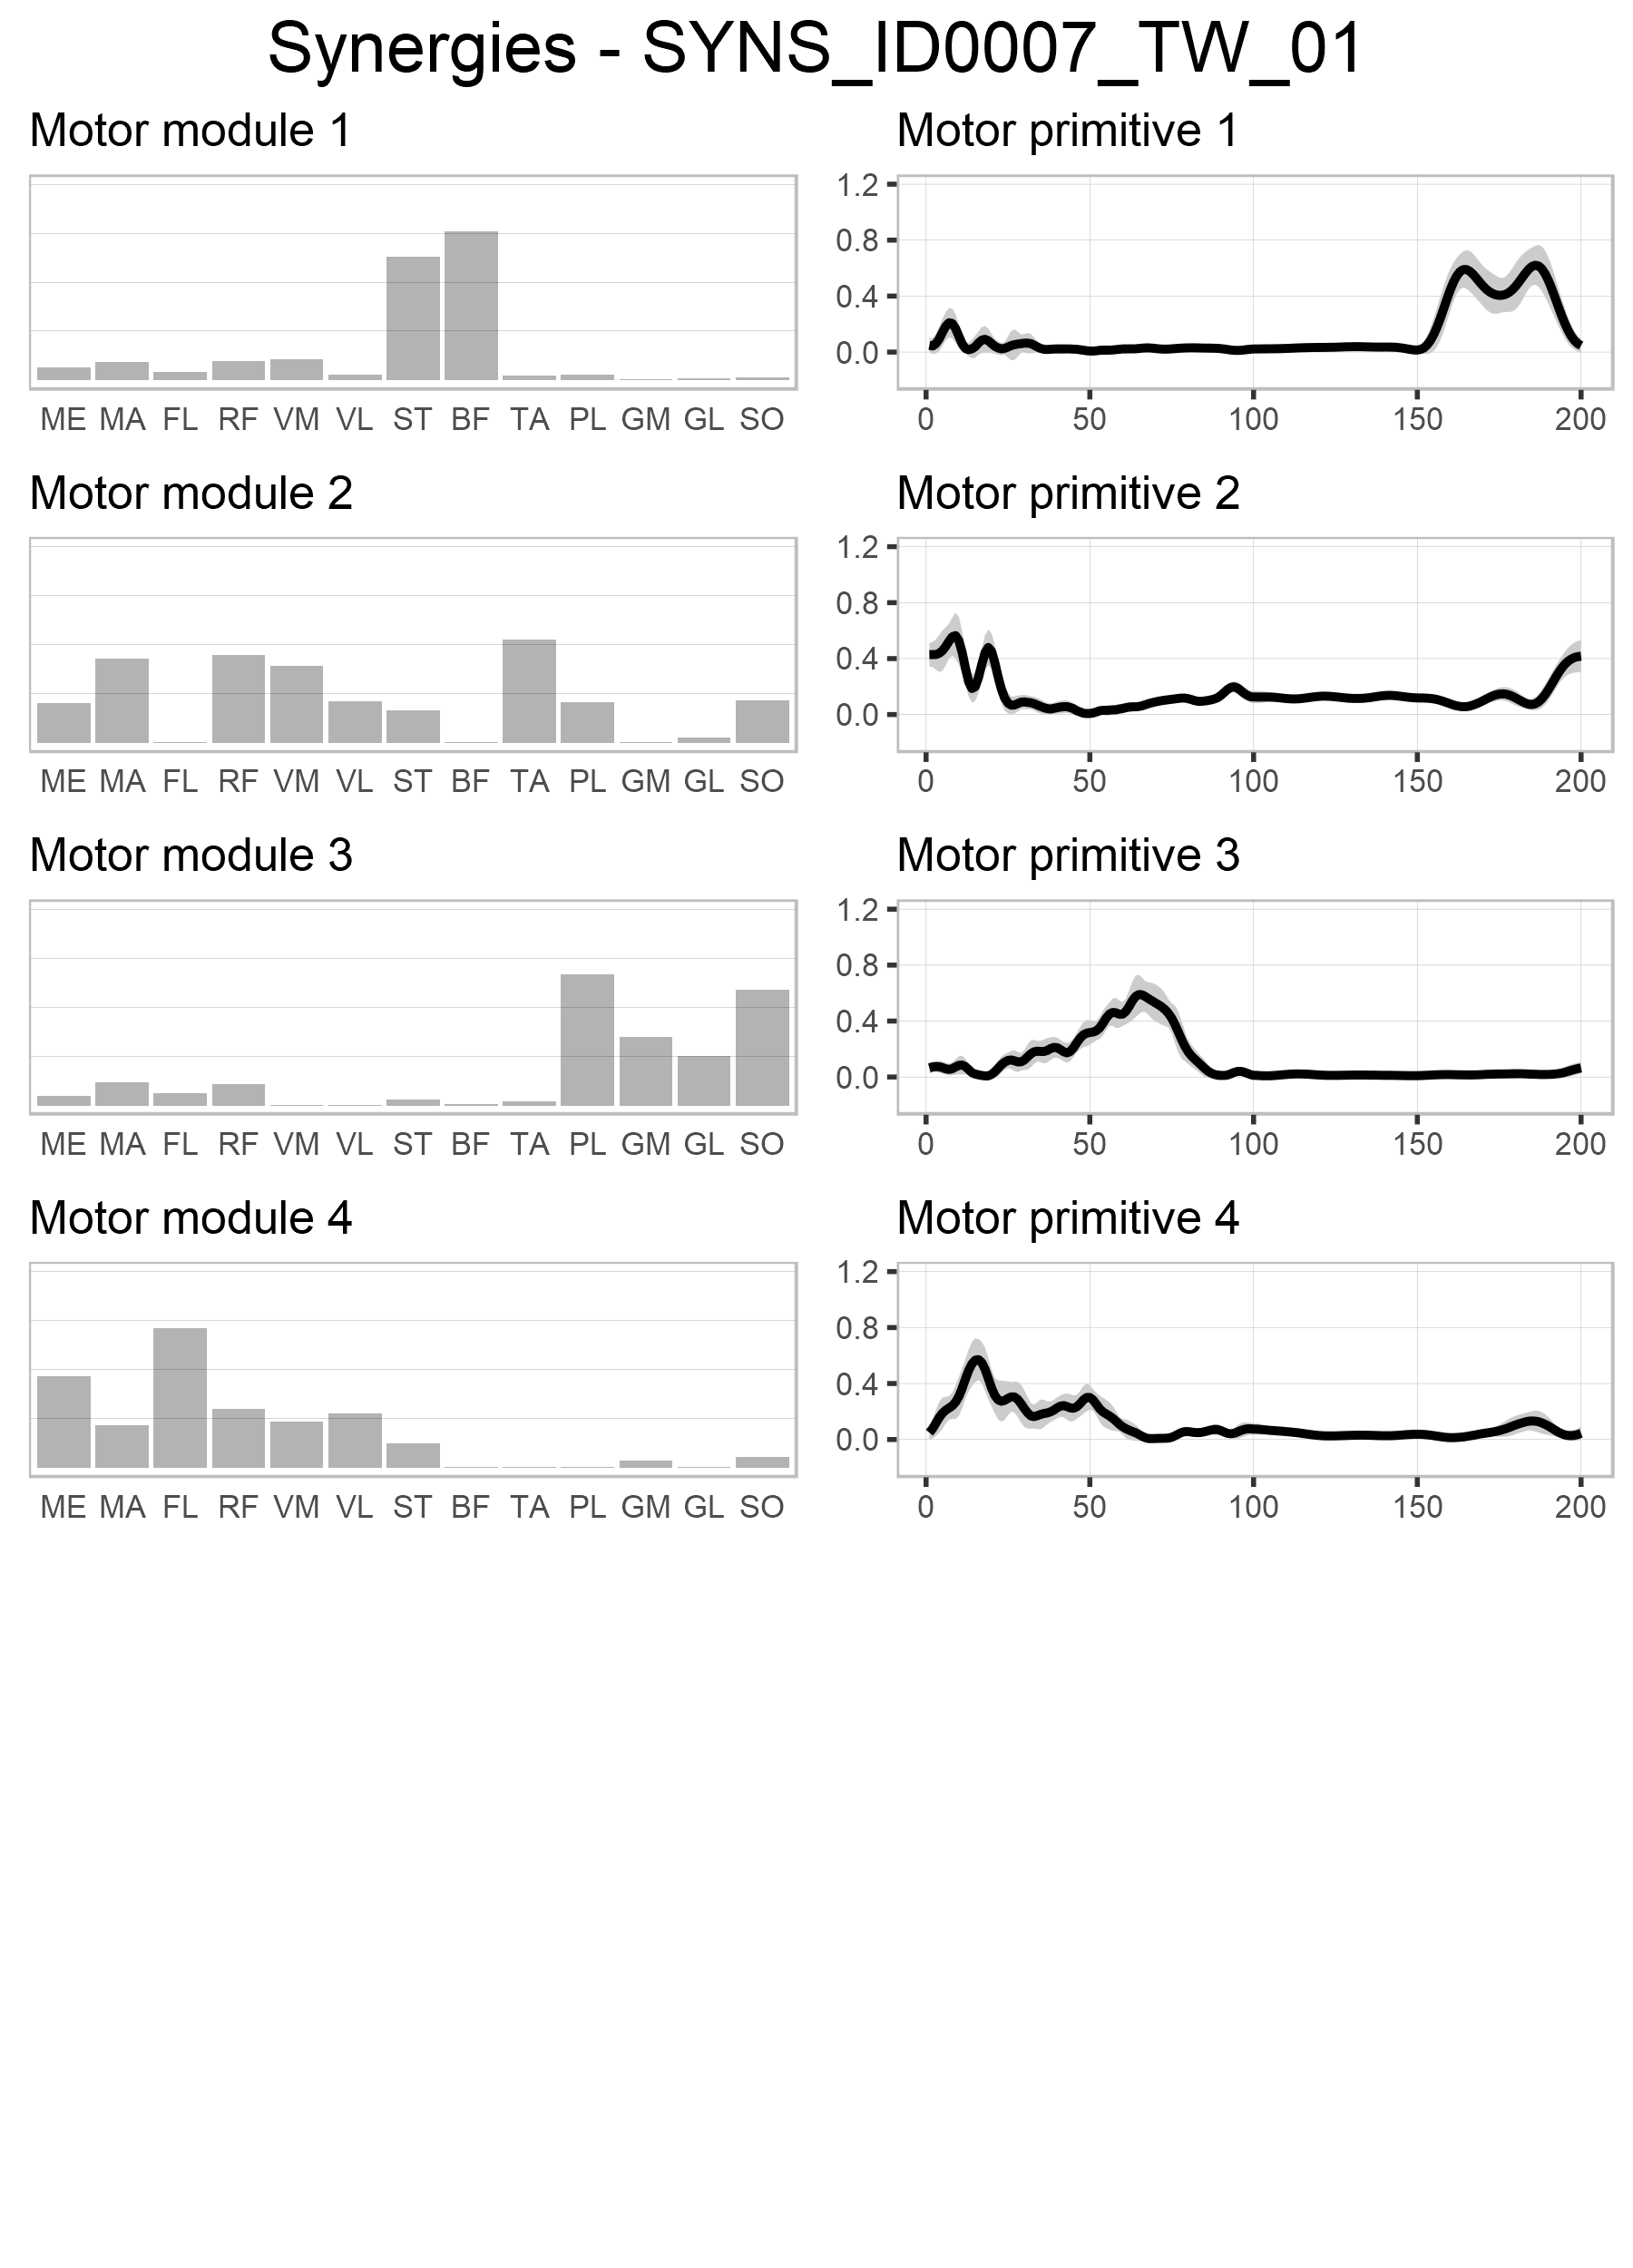 Synergies - SYNS_ID0007_TW_01
Motor module 1
Motor primitive 1
1.2
0.8
0.4
0.0
ME MA FL RF VM VL ST BF TA PL GM GL SO
0 50 100 150 200
Motor module 2
Motor primitive 2
1.2
0.8
0.4
0.0
ME MA FL RF VM VL ST BF TA PL GM GL SO
0 50 100 150 200
Motor module 3
Motor primitive 3
1.2
0.8
0.4
0.0
ME MA FL RF VM VL ST BF TA PL GM GL SO
0 50 100 150 200
Motor module 4
Motor primitive 4
1.2
0.8
0.4
0.0
ME MA FL RF VM VL ST BF TA PL GM GL SO
0 50 100 150 200